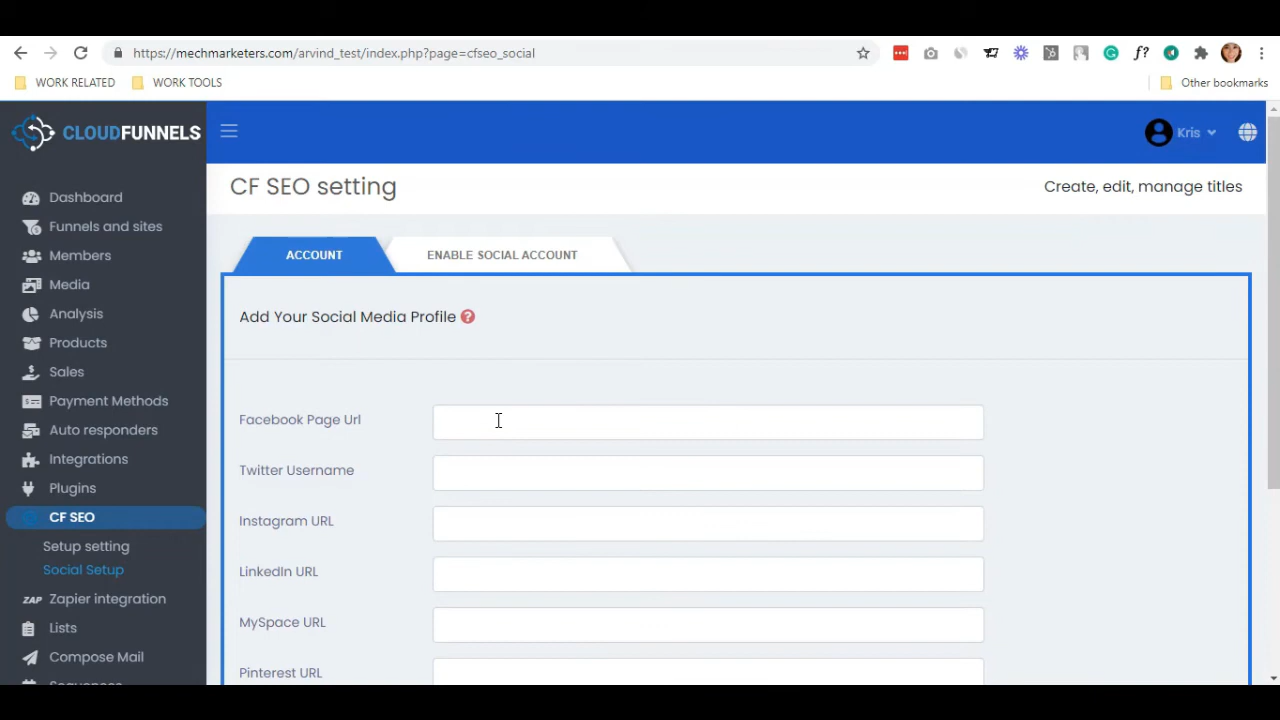 https://mechmarketers.com/arvind_test/index.php?page=cfseo_social
WORK RELATED
WORK TOOLS
Other bookmarks
CLOUDFUNNELS
Kris
CF SEO setting
Create, edit, manage titles
Dashboard
Funnels and sites
Members
Media
Analysis
Products
Sales
Payment Methods
Auto responders
Integrations
Plugins
CF SEO
Setup setting
Social Setup
ZAP Zapier integration
Lists
Compose Mail
Sequences
ACCOUNT
ENABLE SOCIAL ACCOUNT
Add Your Social Media Profile ?
Facebook Page Url
Twitter Username
Instagram URL
LinkedIn URL
MySpace URL
Pinterest URL